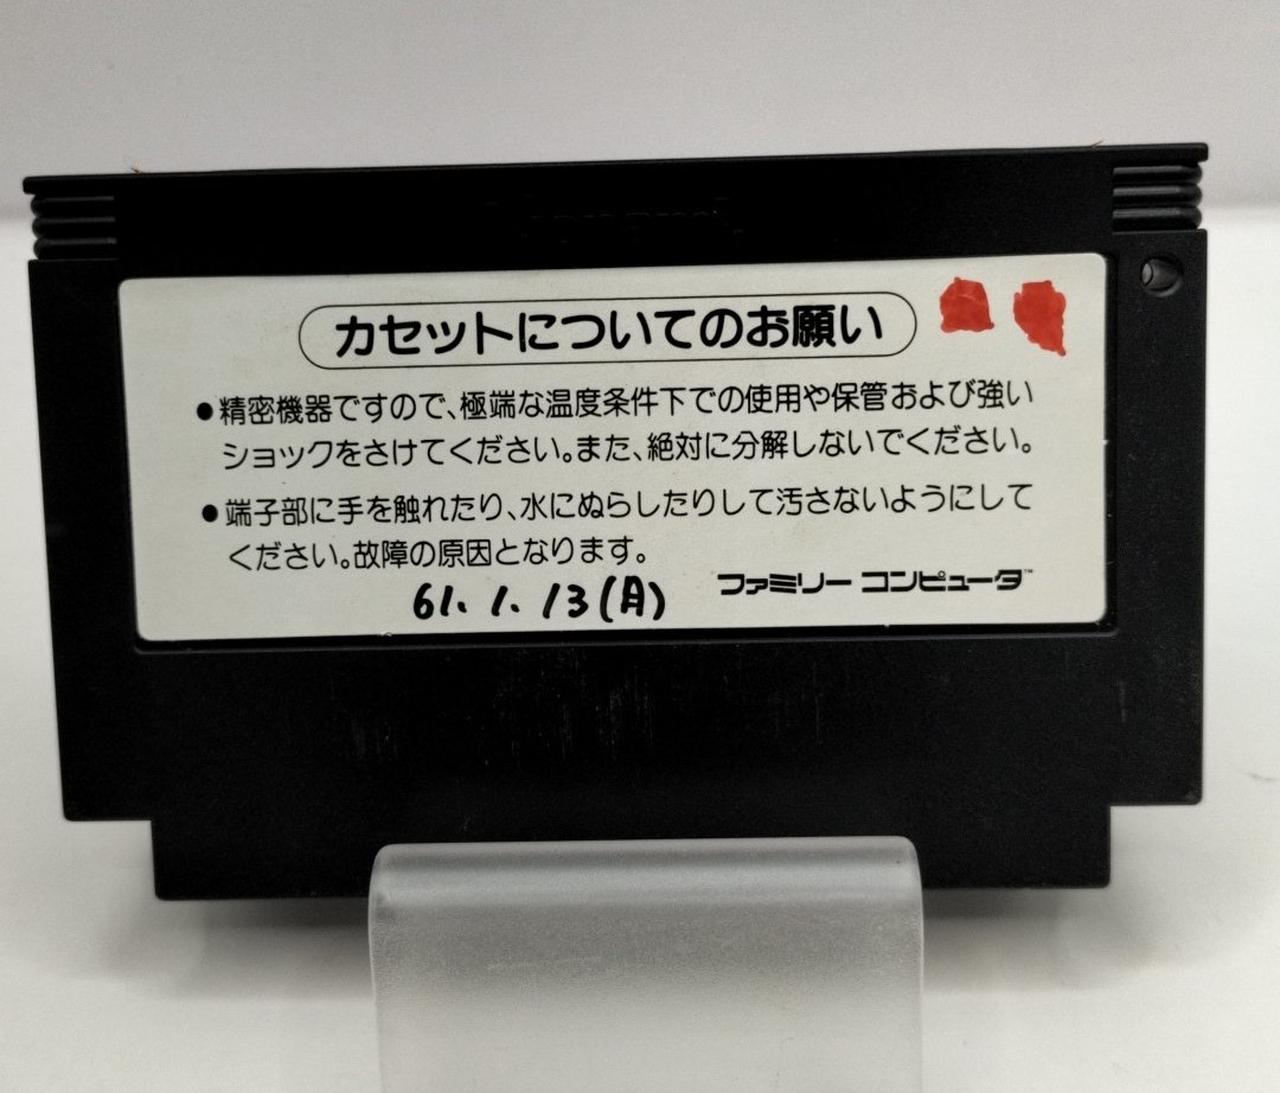 カセットについてのお願い
●精密機器ですので、極端な温度条件下での使用や保管および強い
ショックをさけてください。また、絶対に分解しないでください。
●端子部に手を触れたり、水にぬらしたりして汚さないようにして
ください。故障の原因となります。
61.1.13(月)
ファミリー コンピュータ™